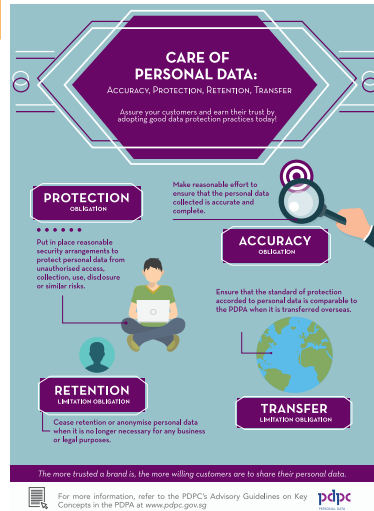 CARE OF
PERSONAL DATA:
ACCURACY, PROTECTION, RETENTION, TRANSFER
Assure your customers and earn their trust by
adopting good data protection practices today!
PROTECTION
OBLIGATION
Put in place reasonable
security arrangements to
protect personal data from
unauthorised access,
collection, use, disclosure
or similar risks.
Make reasonable effort to
ensure that the personal data
collected is accurate and
complete.
ACCURACY
OBLIGATION
Ensure that the standard of protection
accorded to personal data is comparable to
the PDPA when it is transferred overseas.
RETENTION
LIMITATION OBLIGATION
Cease retention or anonymise personal data
when it is no longer necessary for any business
or legal purposes.
TRANSFER
LIMITATION OBLIGATION
The more trusted a brand is, the more willing customers are to share their personal data.
For more information, refer to the PDPC's Advisory Guidelines on Key
Concepts in the PDPA at www.pdpc.gov.sg
pdpc
PERSONAL DATA